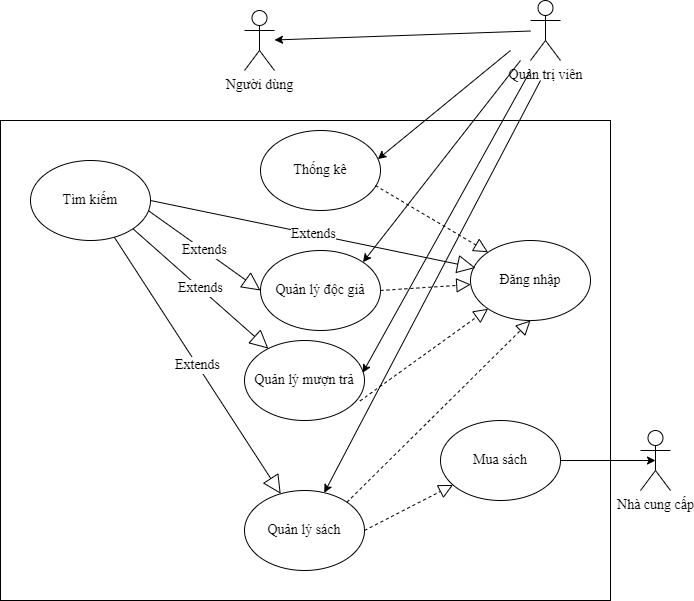 Người dùng
Quản trị viên
Thống kê
Tìm kiếm
Extends
Extends
Quản lý độc giả
Đăng nhập
Extends
Extends
Quản lý mượn trả
Mua sách
Nhà cung cấp
Quản lý sách